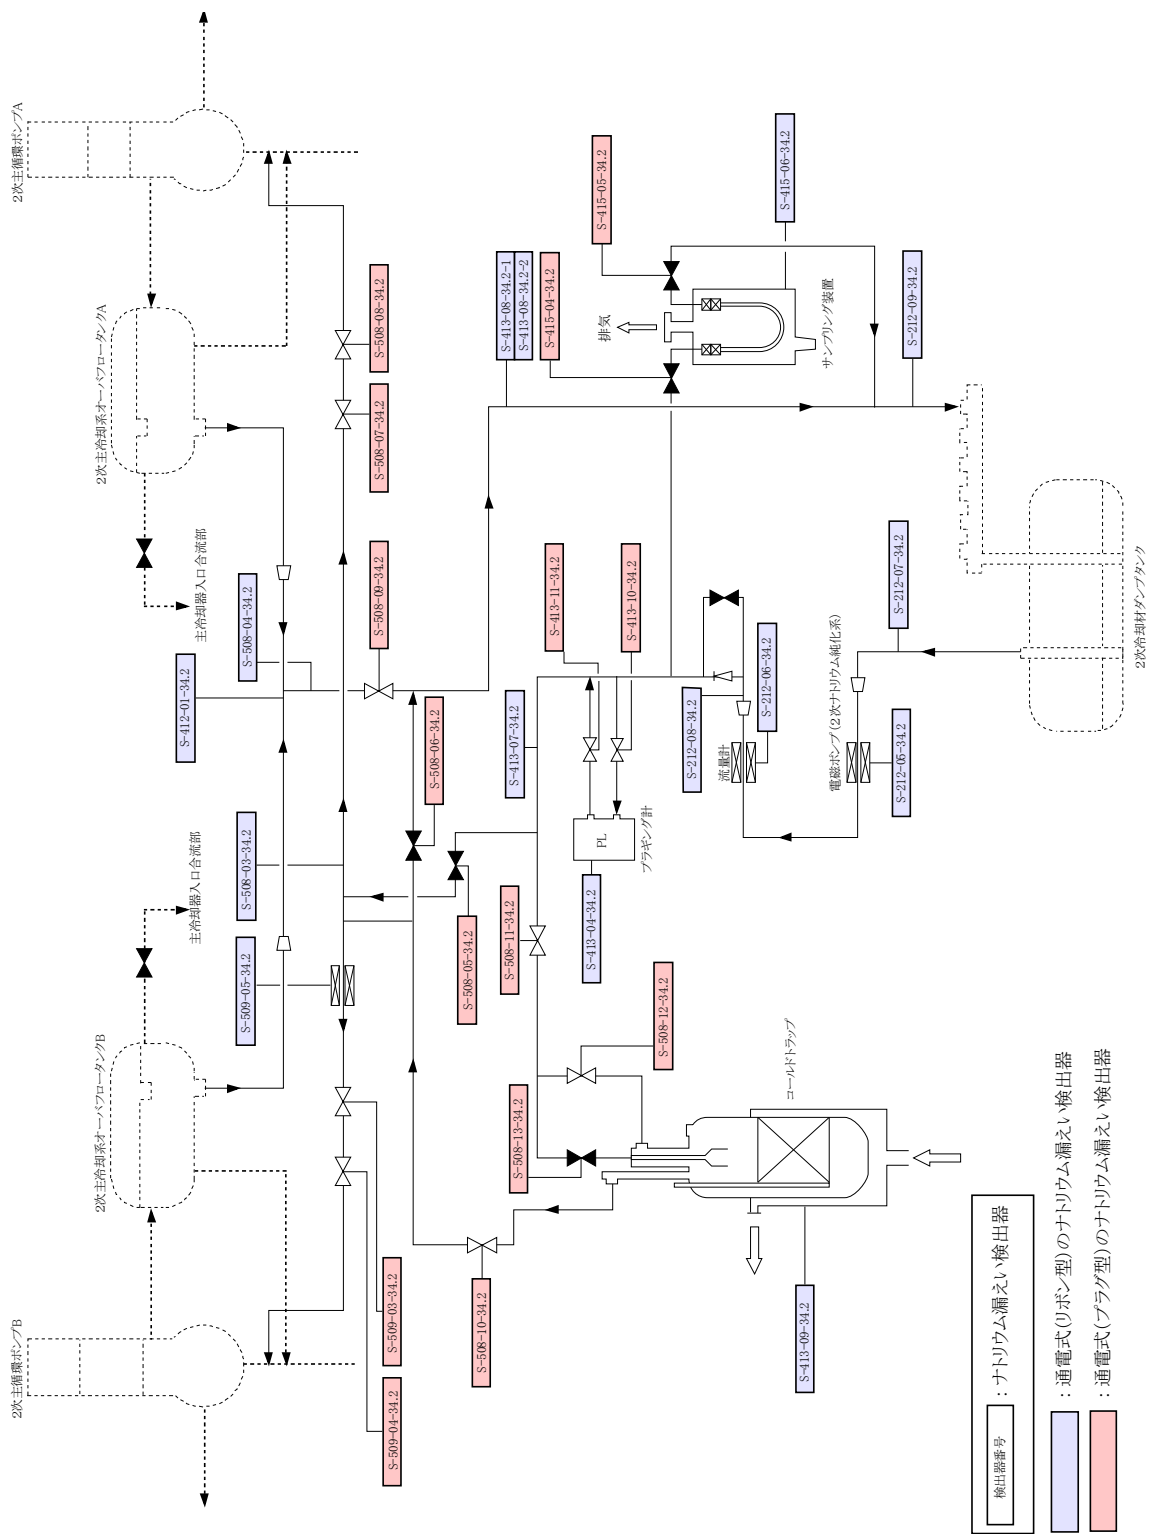 2次主循環ポンプA
2次主冷却系オーバフロータンクA
主冷却器入口合流部
2次主循環ポンプB
2次主冷却系オーバフロータンクB
主冷却器入口合流部
S-508-08-34.2
S-508-07-34.2
S-508-09-34.2
S-508-04-34.2
S-412-01-34.2
S-508-03-34.2
S-509-05-34.2
S-509-03-34.2
S-509-04-34.2
S-508-06-34.2
S-508-05-34.2
S-508-10-34.2
S-413-08-34.2-1
S-413-08-34.2-2
S-415-04-34.2
S-415-05-34.2
S-415-06-34.2
排気
サンプリング装置
S-212-09-34.2
S-413-11-34.2
S-413-10-34.2
S-413-07-34.2
PL
プラギング計
S-413-04-34.2
S-508-11-34.2
S-508-12-34.2
S-508-13-34.2
コールドトラップ
S-413-09-34.2
S-212-08-34.2
流量計
S-212-06-34.2
電磁ポンプ(2次ナトリウム純化系)
S-212-05-34.2
S-212-07-34.2
2次冷却材ダンプタンク
検出器番号 : ナトリウム漏えい検出器
: 通電式(リボン型)のナトリウム漏えい検出器
: 通電式(プラグ型)のナトリウム漏えい検出器